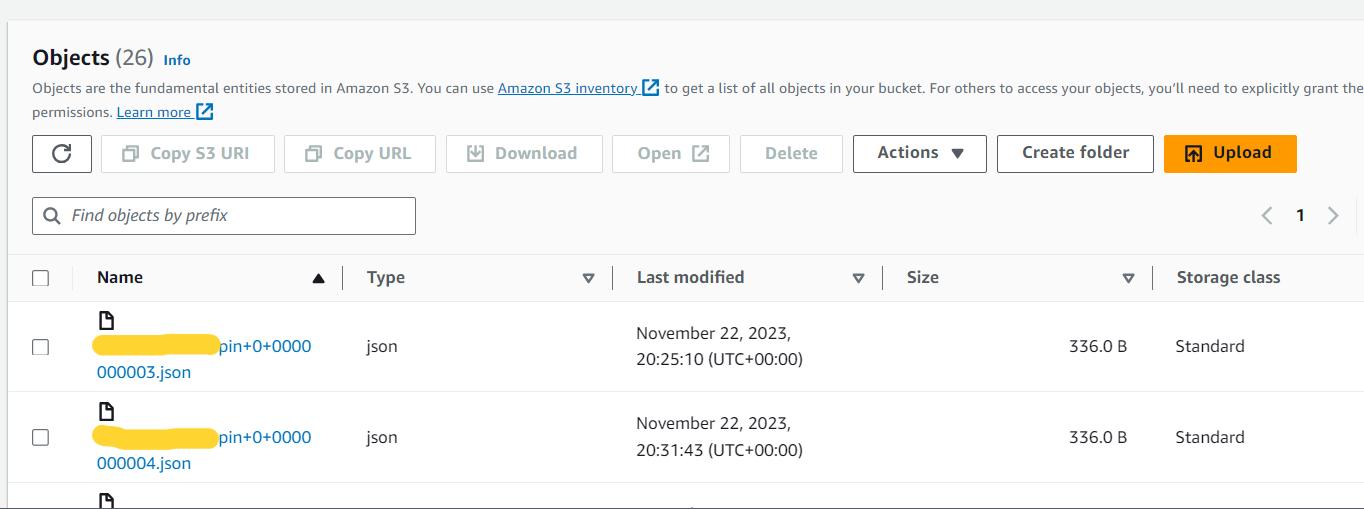 Objects (26) Info
Objects are the fundamental entities stored in Amazon S3. You can use Amazon S3 inventory to get a list of all objects in your bucket. For others to access your objects, you'll need to explicitly grant the
permissions. Learn more
Copy S3 URI Copy URL Download Open Delete Actions Create folder Upload
Find objects by prefix 1
Name Type Last modified Size Storage class
pin+0+0000
000003.json
json
November 22, 2023,
20:25:10 (UTC+00:00)
336.0 B
Standard
pin+0+0000
000004.json
json
November 22, 2023,
20:31:43 (UTC+00:00)
336.0 B
Standard